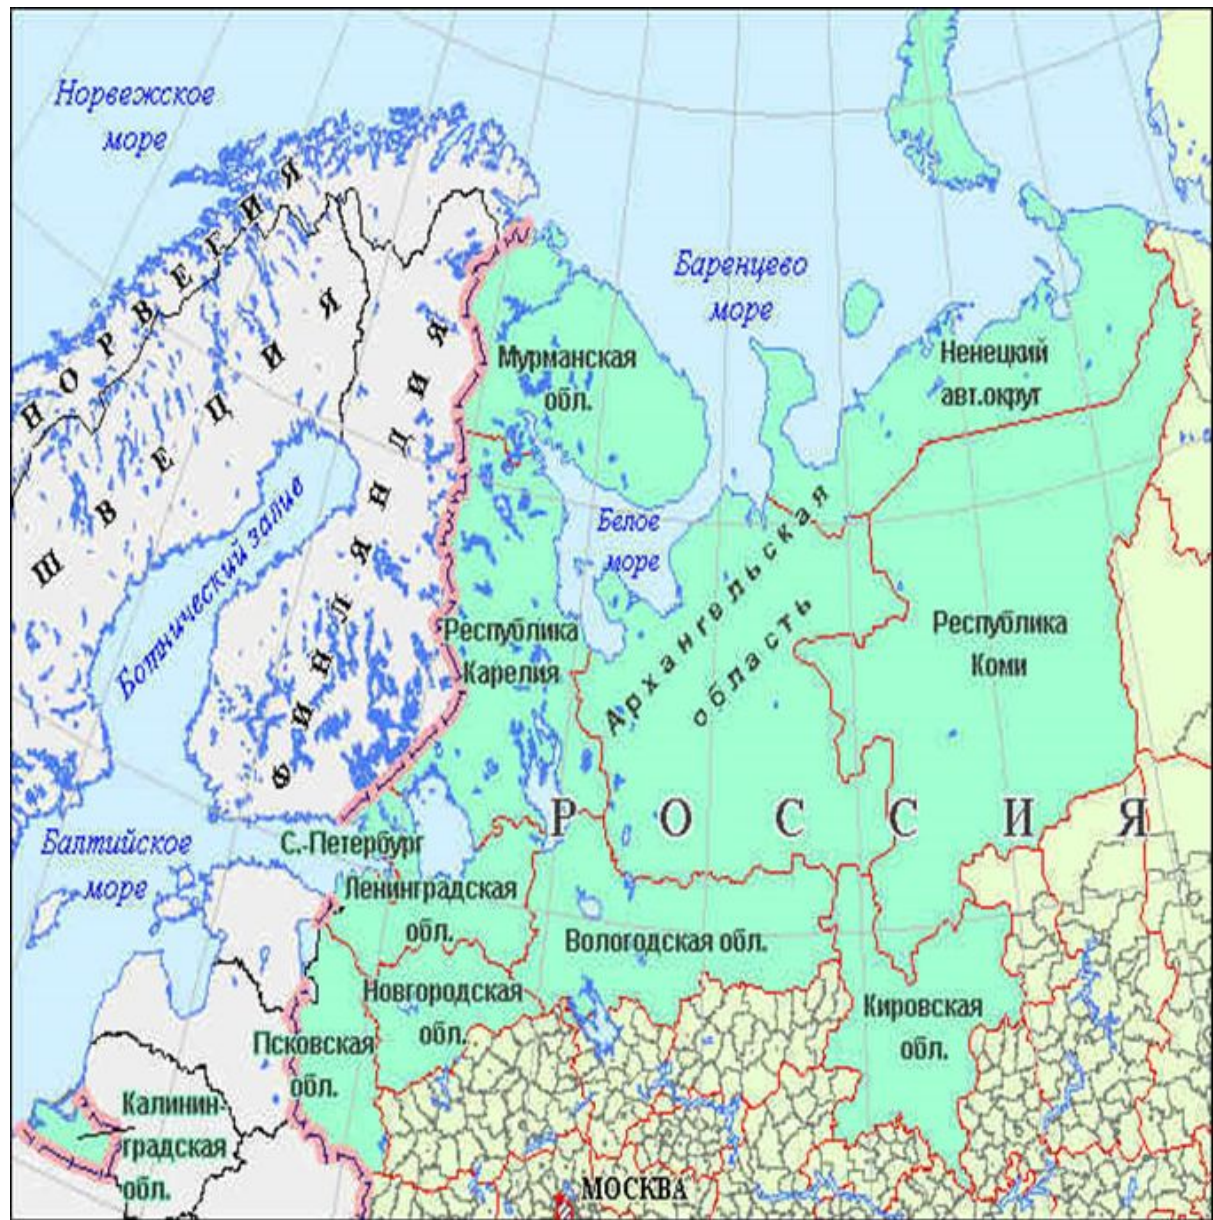 Норвежское
море
НОРВЕГИЯ
ШВЕЦИЯ
ФИНЛЯНДИЯ
Баренцево
море
Мурманская
обл.
Ненецкий
авт.округ
Ботнический залив
Белое
море
Архангельская
область
Республика
Карелия
Республика
Коми
РОССИЯ
Балтийское
море
С.-Петербург
Ленинградская
обл.
Вологодская обл.
Новгородская
обл.
Кировская
обл.
Псковская
обл.
Калинин-
градская
обл.
МОСКВА